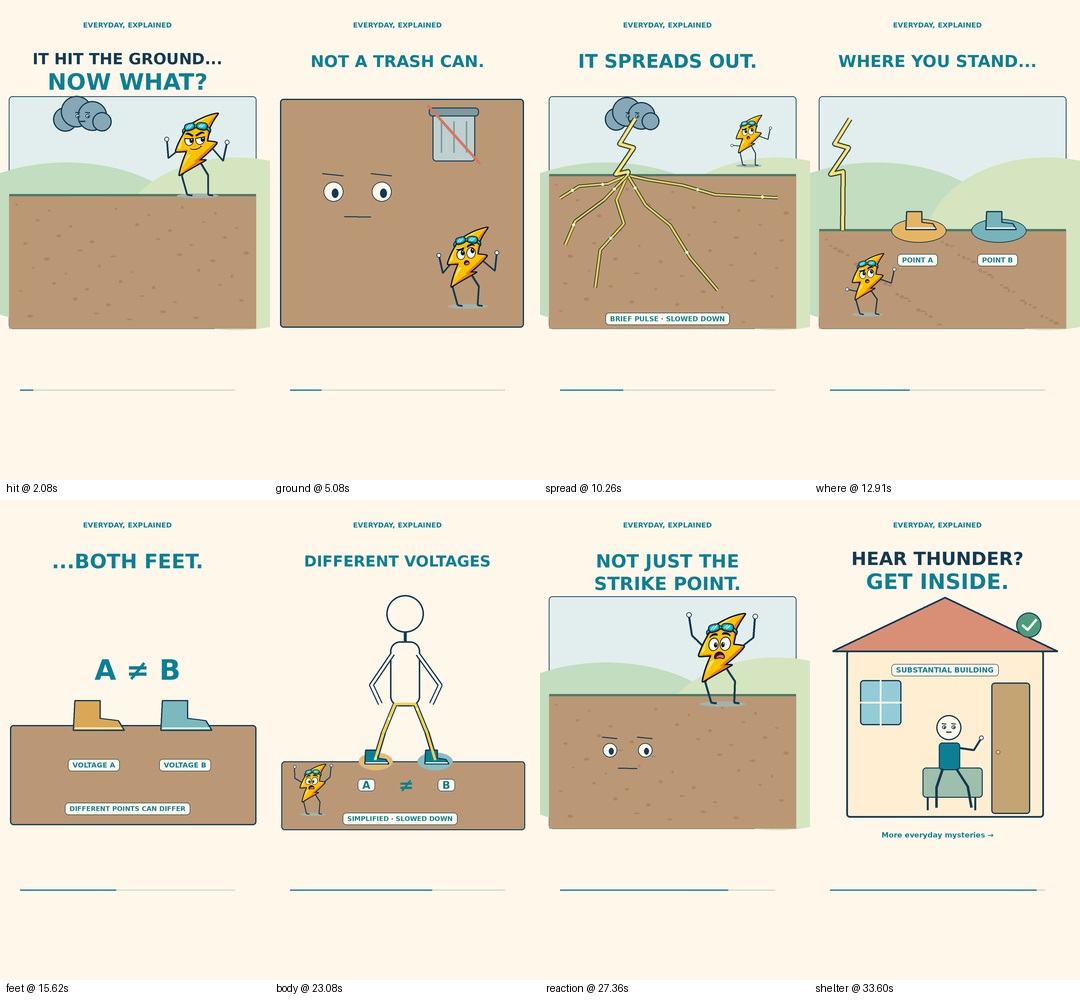 EVERYDAY, EXPLAINED
IT HIT THE GROUND...
NOW WHAT?
hit @ 2.08s
EVERYDAY, EXPLAINED
NOT A TRASH CAN.
ground @ 5.08s
EVERYDAY, EXPLAINED
IT SPREADS OUT.
BRIEF PULSE · SLOWED DOWN
spread @ 10.26s
EVERYDAY, EXPLAINED
WHERE YOU STAND...
POINT A
POINT B
where @ 12.91s
EVERYDAY, EXPLAINED
...BOTH FEET.
A ≠ B
VOLTAGE A
VOLTAGE B
DIFFERENT POINTS CAN DIFFER
feet @ 15.62s
EVERYDAY, EXPLAINED
DIFFERENT VOLTAGES
A ≠ B
SIMPLIFIED · SLOWED DOWN
body @ 23.08s
EVERYDAY, EXPLAINED
NOT JUST THE
STRIKE POINT.
reaction @ 27.36s
EVERYDAY, EXPLAINED
HEAR THUNDER?
GET INSIDE.
SUBSTANTIAL BUILDING
More everyday mysteries →
shelter @ 33.60s